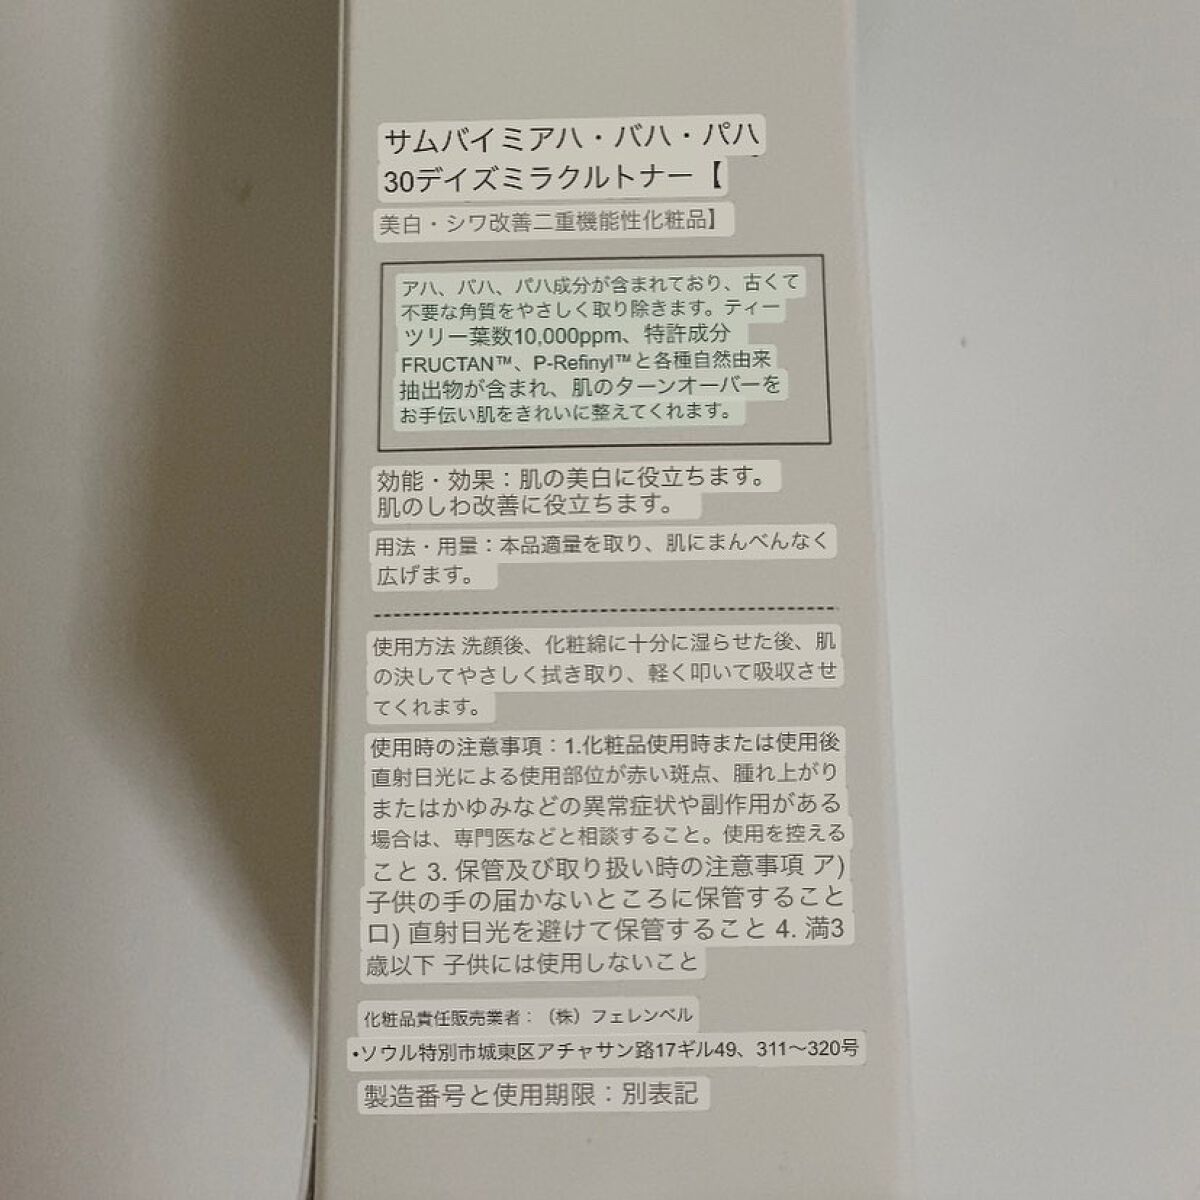 サムバイミアハ・バハ・パハ
30デイズミラクルトナー【
美白・シワ改善二重機能性化粧品】
アハ、バハ、パハ成分が含まれており、古くて
不要な角質をやさしく取り除きます。ティー
ツリー葉数10,000ppm、特許成分
FRUCTAN™、P-Refinyl™と各種自然由来
抽出物が含まれ、肌のターンオーバーを
お手伝い肌をきれいに整えてくれます。
効能・効果：肌の美白に役立ちます。
肌のしわ改善に役立ちます。
用法・用量：本品適量を取り、肌にまんべんなく
広げます。
使用方法 洗顔後、化粧綿に十分に湿らせた後、肌
の決してやさしく拭き取り、軽く叩いて吸収させ
てくれます。
使用時の注意事項：1.化粧品使用時または使用後
直射日光による使用部位が赤い斑点、腫れ上がり
またはかゆみなどの異常症状や副作用がある
場合は、専門医などと相談すること。使用を控える
こと 3. 保管及び取り扱い時の注意事項 ア)
子供の手の届かないところに保管すること
口) 直射日光を避けて保管すること 4. 満3
歳以下 子供には使用しないこと
化粧品責任販売業者：（株）フェレンベル
•ソウル特別市城東区アチャサン路17ギル49、311〜320号
製造番号と使用期限：別表記